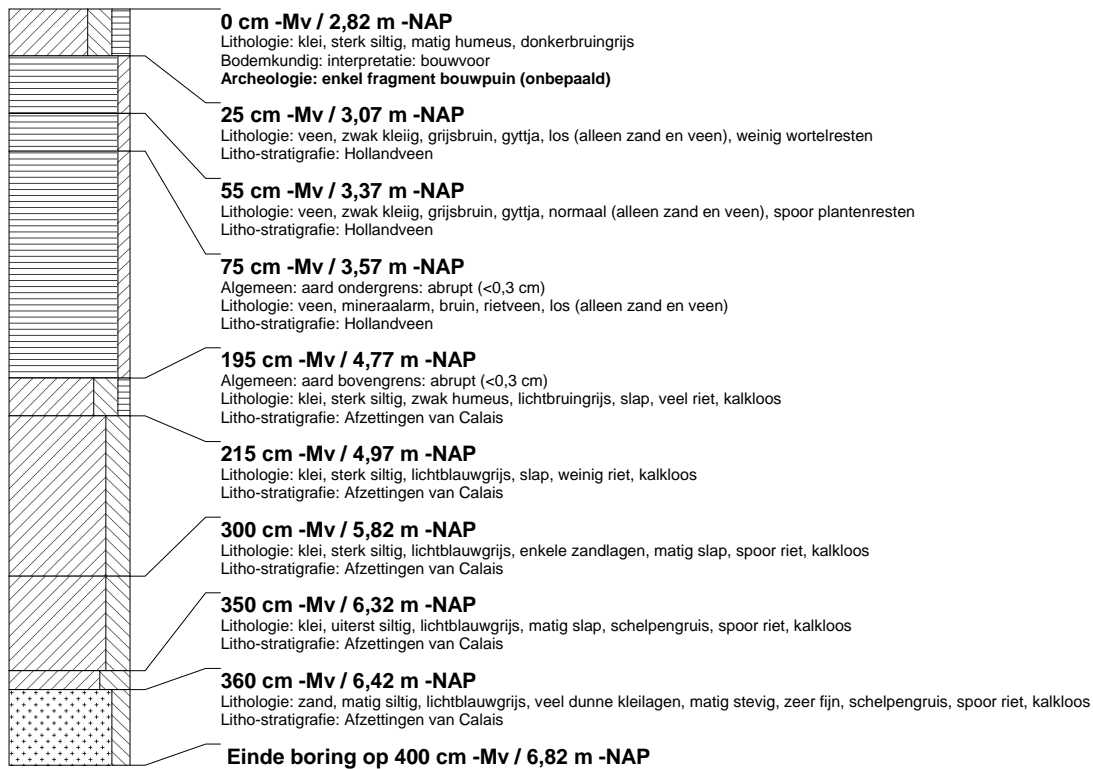 0 cm -Mv / 2,82 m -NAP
Lithologie: klei, sterk siltig, matig humeus, donkerbruingrijs
Bodemkundig: interpretatie: bouwvoor
Archeologie: enkel fragment bouwpuin (onbepaald)
25 cm -Mv / 3,07 m -NAP
Lithologie: veen, zwak kleiig, grijsbruin, gyttja, los (alleen zand en veen), weinig wortelresten
Litho-stratigrafie: Hollandveen
55 cm -Mv / 3,37 m -NAP
Lithologie: veen, zwak kleiig, grijsbruin, gyttja, normaal (alleen zand en veen), spoor plantenresten
Litho-stratigrafie: Hollandveen
75 cm -Mv / 3,57 m -NAP
Algemeen: aard ondergrens: abrupt (<0,3 cm)
Lithologie: veen, mineraalarm, bruin, rietveen, los (alleen zand en veen)
Litho-stratigrafie: Hollandveen
195 cm -Mv / 4,77 m -NAP
Algemeen: aard bovengrens: abrupt (<0,3 cm)
Lithologie: klei, sterk siltig, zwak humeus, lichtbruingrijs, slap, veel riet, kalkloos
Litho-stratigrafie: Afzettingen van Calais
215 cm -Mv / 4,97 m -NAP
Lithologie: klei, sterk siltig, lichtblauwgrijs, slap, weinig riet, kalkloos
Litho-stratigrafie: Afzettingen van Calais
300 cm -Mv / 5,82 m -NAP
Lithologie: klei, sterk siltig, lichtblauwgrijs, enkele zandlagen, matig slap, spoor riet, kalkloos
Litho-stratigrafie: Afzettingen van Calais
350 cm -Mv / 6,32 m -NAP
Lithologie: klei, uiterst siltig, lichtblauwgrijs, matig slap, schelpengruis, spoor riet, kalkloos
Litho-stratigrafie: Afzettingen van Calais
360 cm -Mv / 6,42 m -NAP
Lithologie: zand, matig siltig, lichtblauwgrijs, veel dunne kleilagen, matig stevig, zeer fijn, schelpengruis, spoor riet, kalkloos
Litho-stratigrafie: Afzettingen van Calais
Einde boring op 400 cm -Mv / 6,82 m -NAP